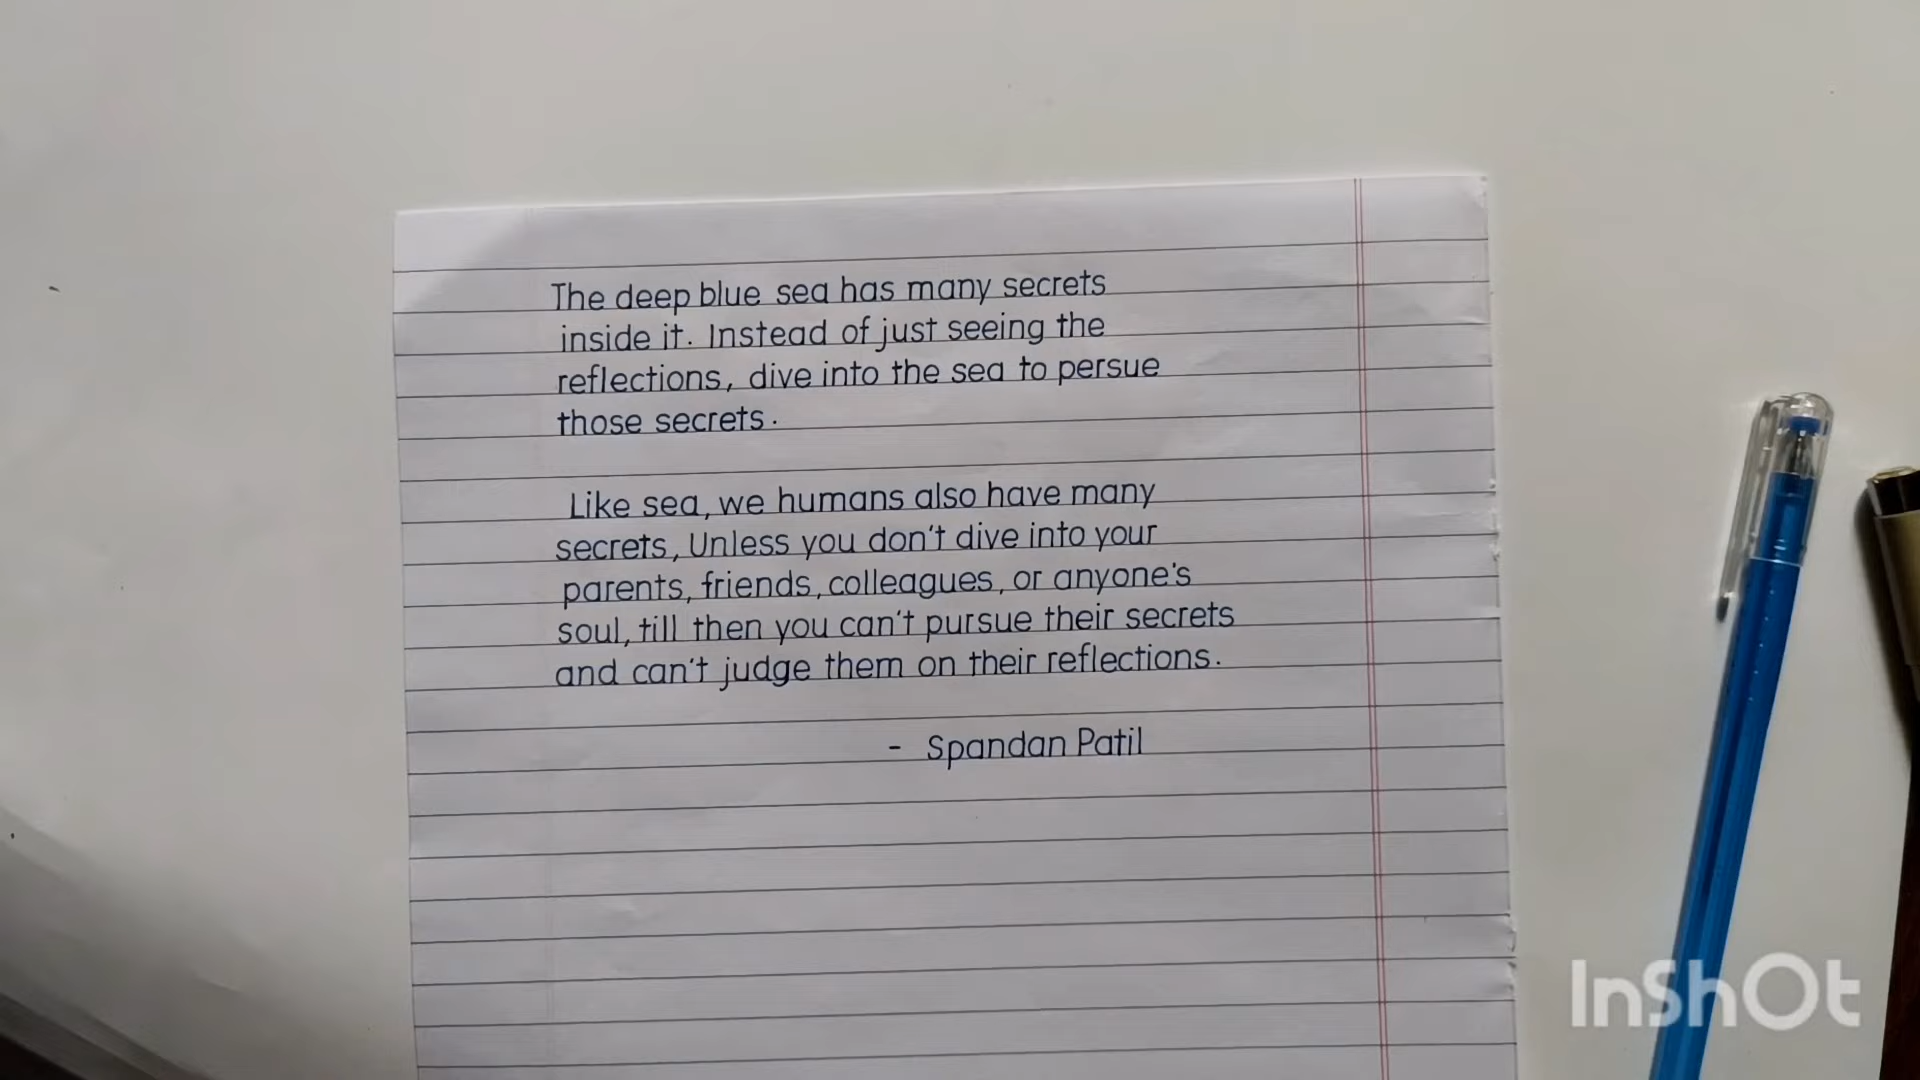 The deep blue sea has many secrets
inside it. Instead of just seeing the
reflections, dive into the sea to persue
those secrets.
Like sea, we humans also have many
secrets, Unless you don't dive into your
parents, friends, colleagues, or anyone's
soul, till then you can't pursue their secrets
and can't judge them on their reflections.
- Spandan Patil
InShOt